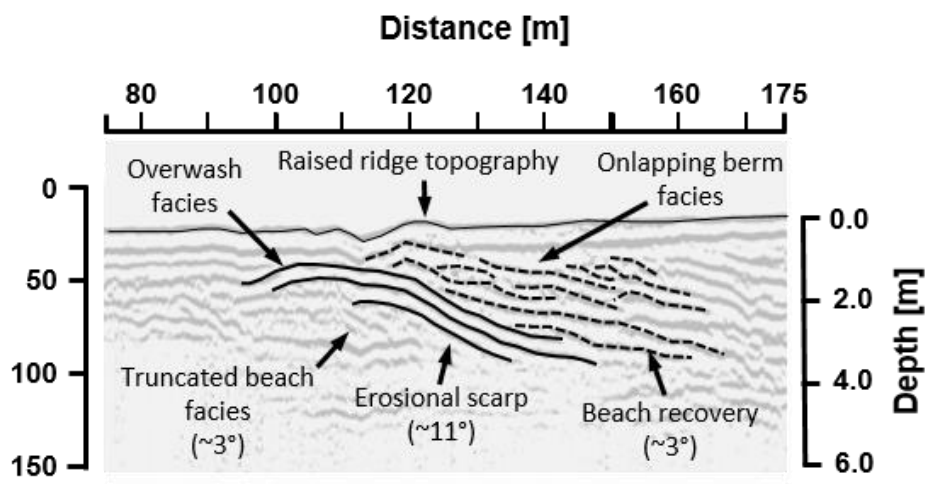 Distance [m]
80 100 120 140 160 175
Overwash
facies
Raised ridge topography
Onlapping berm
facies
0
50
100
150
0.0
2.0
4.0
6.0
Depth [m]
Truncated beach
facies
(~3°)
Erosional scarp
(~11°)
Beach recovery
(~3°)